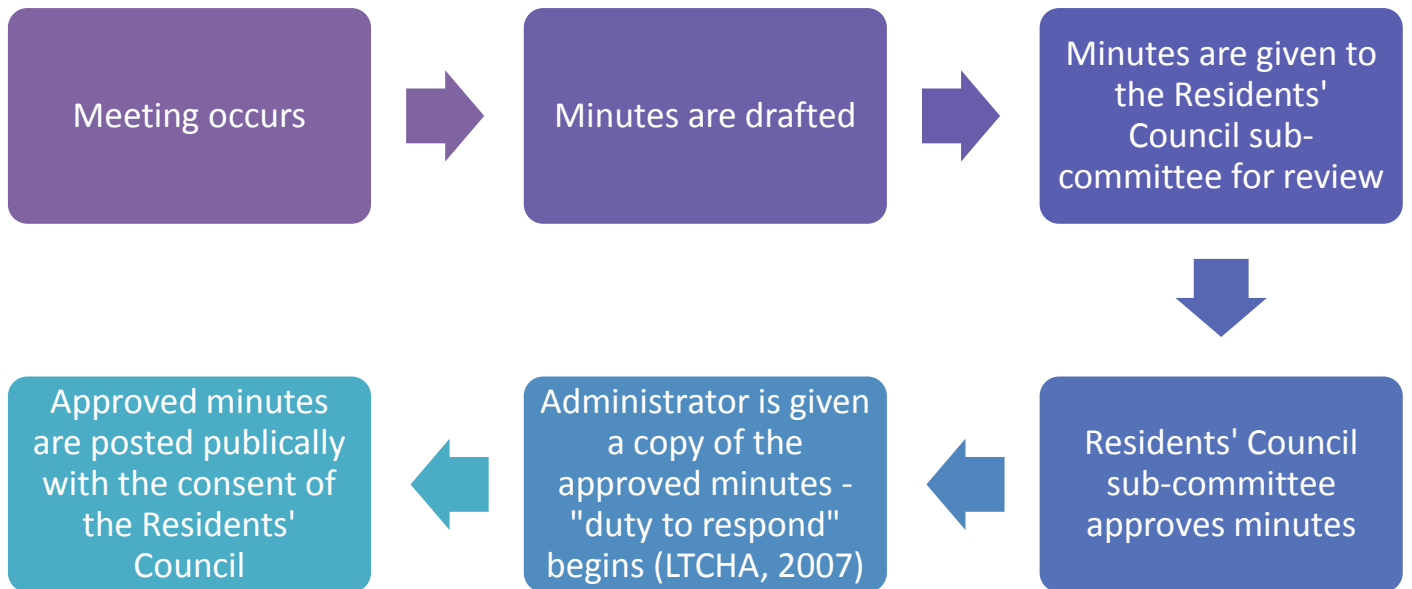 Meeting occurs
Minutes are drafted
Minutes are given to
the Residents'
Council sub-
committee for review
Residents' Council
sub-committee
approves minutes
Administrator is given
a copy of the
approved minutes -
"duty to respond"
begins (LTCHA, 2007)
Approved minutes
are posted publically
with the consent of
the Residents'
Council